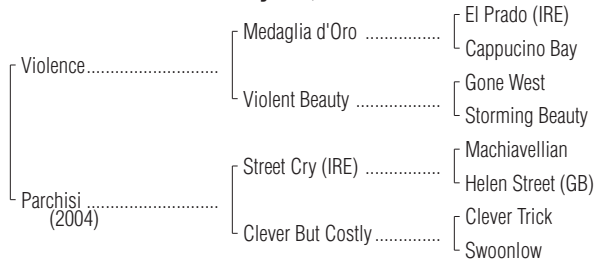 El Prado (IRE)
Medaglia d'Oro ................
Cappucino Bay
Violence............................
Gone West
Violent Beauty ..................
Storming Beauty
Machiavellian
Street Cry (IRE) ................
Helen Street (GB)
Parchisi ............................
(2004)
Clever Trick
Clever But Costly...............
Swoonlow